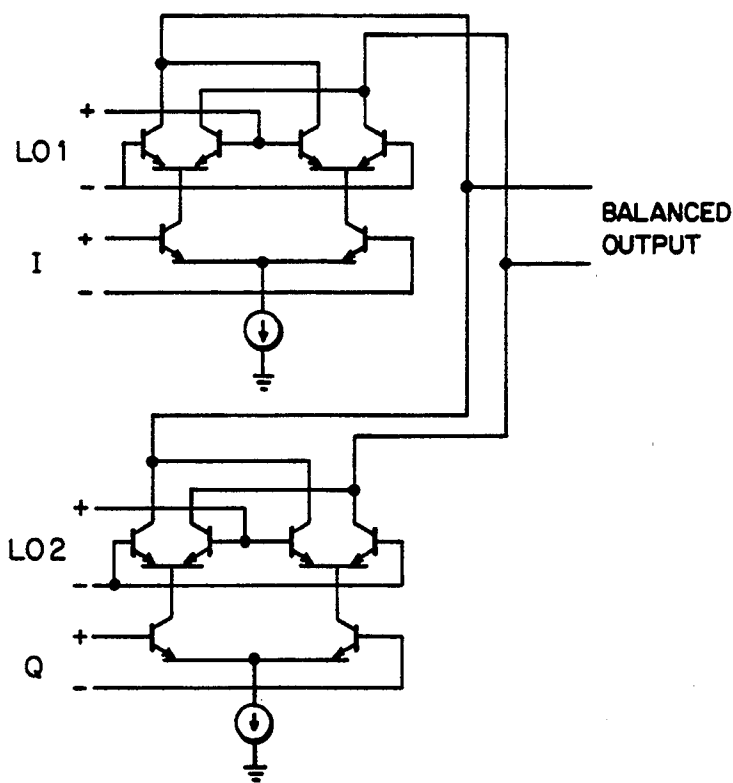 +
LO1
-
+
I
-
BALANCED
OUTPUT
+
LO2
-
+
Q
-